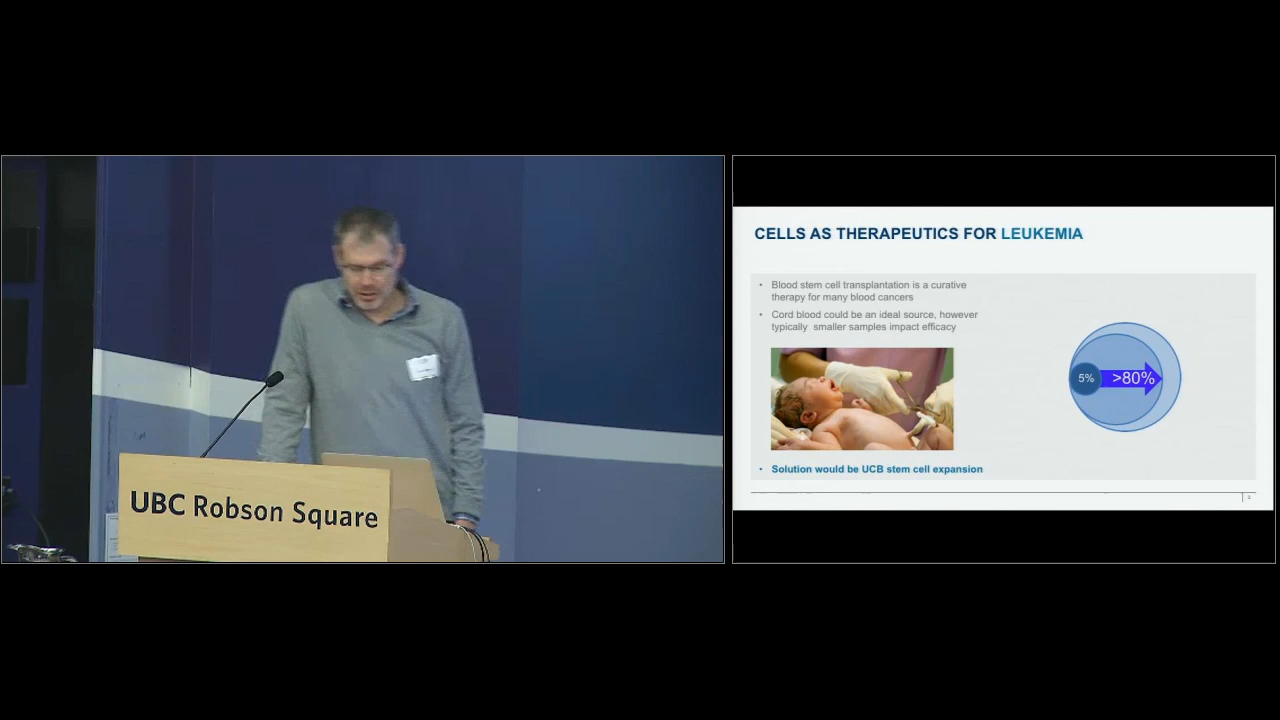 UBC Robson Square
CELLS AS THERAPEUTICS FOR LEUKEMIA
• Blood stem cell transplantation is a curative
therapy for many blood cancers
• Cord blood could be an ideal source, however
typically smaller samples impact efficacy
5%
>80%
• Solution would be UCB stem cell expansion